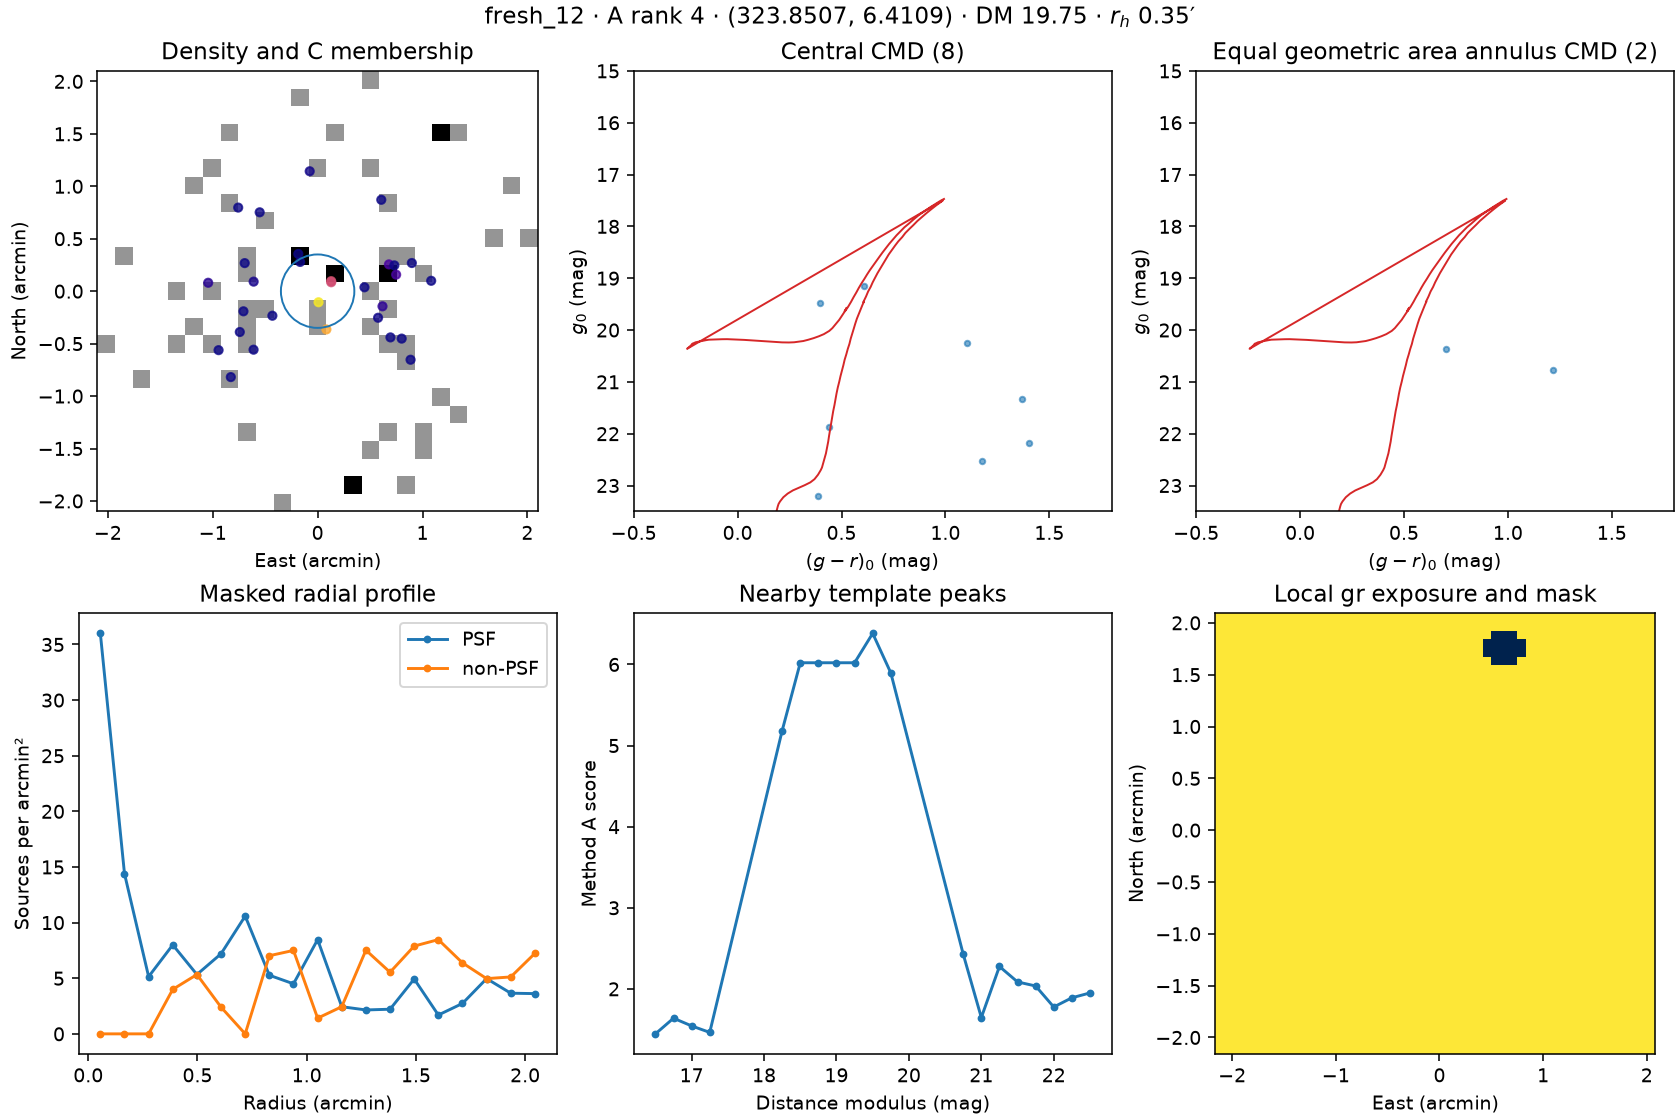 fresh_12 · A rank 4 · (323.8507, 6.4109) · DM 19.75 · r_h 0.35′
Density and C membership
North (arcmin)
2.0
1.5
1.0
0.5
0.0
−0.5
−1.0
−1.5
−2.0
−2 −1 0 1 2
East (arcmin)
Central CMD (8)
g₀ (mag)
15
16
17
18
19
20
21
22
23
−0.5 0.0 0.5 1.0 1.5
(g − r)₀ (mag)
Equal geometric area annulus CMD (2)
g₀ (mag)
15
16
17
18
19
20
21
22
23
−0.5 0.0 0.5 1.0 1.5
(g − r)₀ (mag)
Masked radial profile
Sources per arcmin²
35
30
25
20
15
10
5
0
PSF
non-PSF
0.0 0.5 1.0 1.5 2.0
Radius (arcmin)
Nearby template peaks
Method A score
6
5
4
3
2
17 18 19 20 21 22
Distance modulus (mag)
Local gr exposure and mask
North (arcmin)
2.0
1.5
1.0
0.5
0.0
−0.5
−1.0
−1.5
−2.0
−2 −1 0 1 2
East (arcmin)